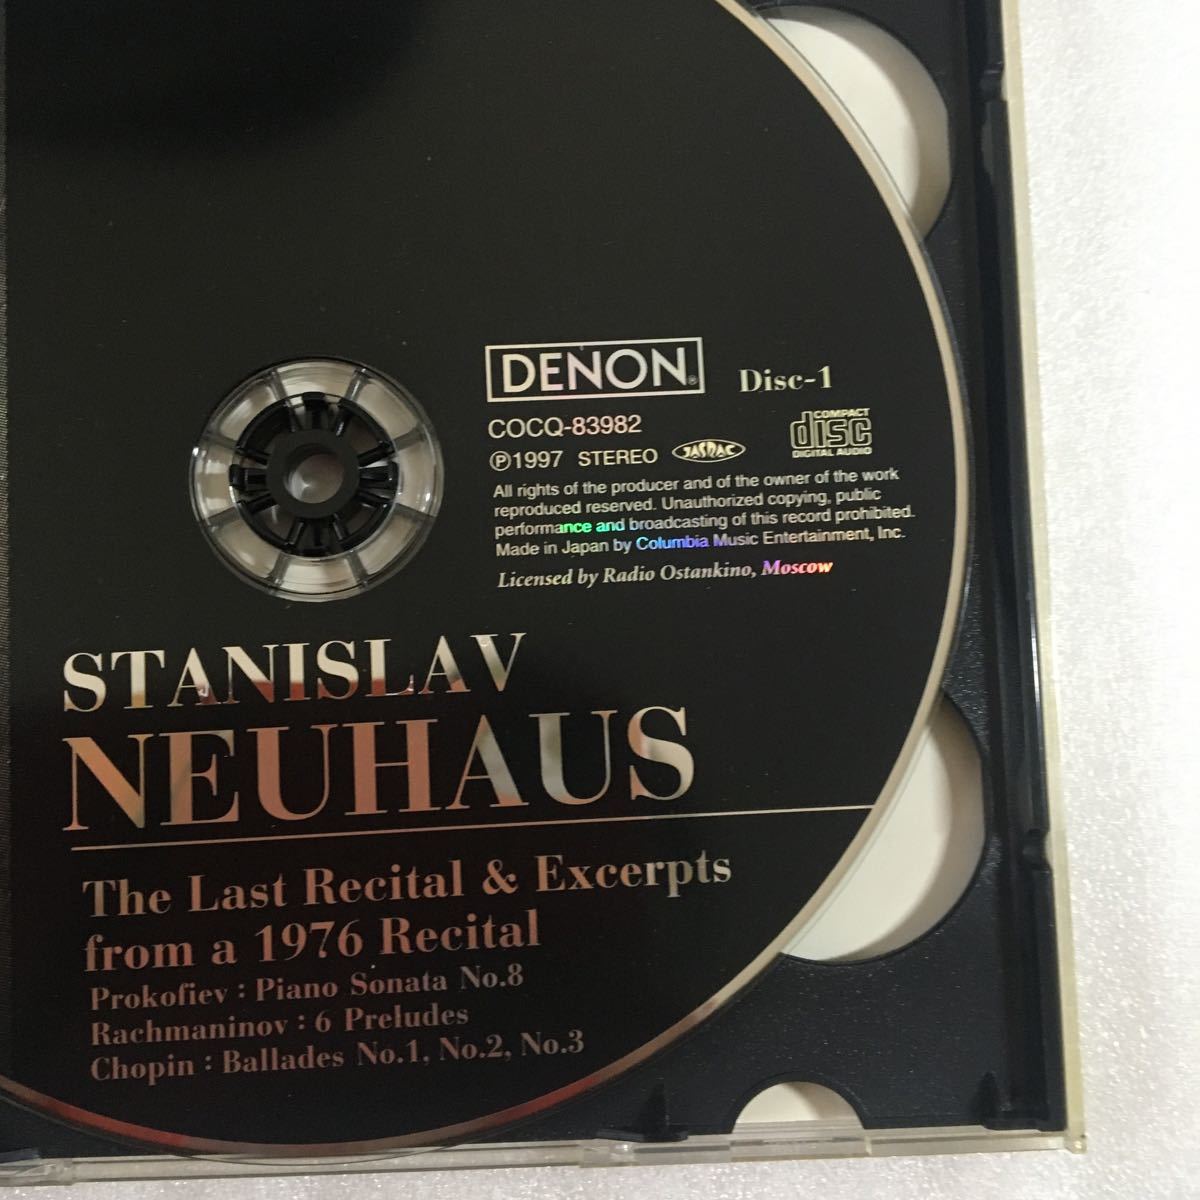 DENON®
Disc-1
COCQ-83982
Ⓟ1997 STEREO JASRAC
COMPACT
disc
DIGITAL AUDIO
All rights of the producer and of the owner of the work
reproduced reserved. Unauthorized copying, public
performance and broadcasting of this record prohibited.
Made in Japan by Columbia Music Entertainment, Inc.
Licensed by Radio Ostankino, Moscow
STANISLAV
NEUHAUS
The Last Recital & Excerpts
from a 1976 Recital
Prokofiev : Piano Sonata No.8
Rachmaninov : 6 Preludes
Chopin : Ballades No.1, No.2, No.3